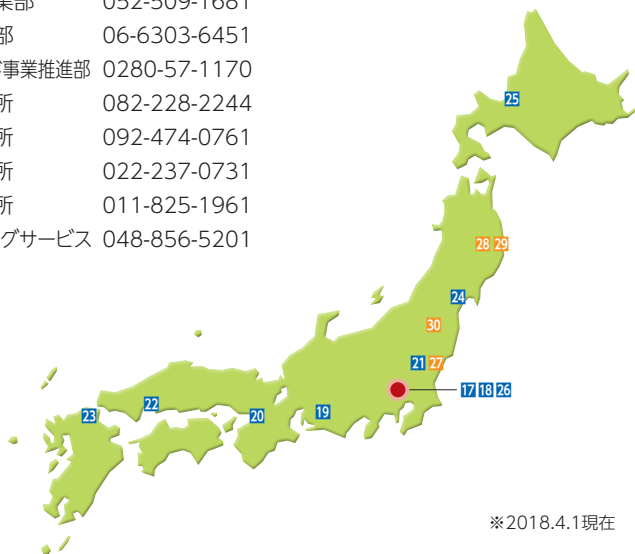 業部 052-509-1681
部 06-6303-6451
事業推進部 0280-57-1170
所 082-228-2244
所 092-474-0761
所 022-237-0731
所 011-825-1961
グサービス 048-856-5201
25
28 29
24
30
21 27
17 18 26
23
22
20
19
※2018.4.1現在